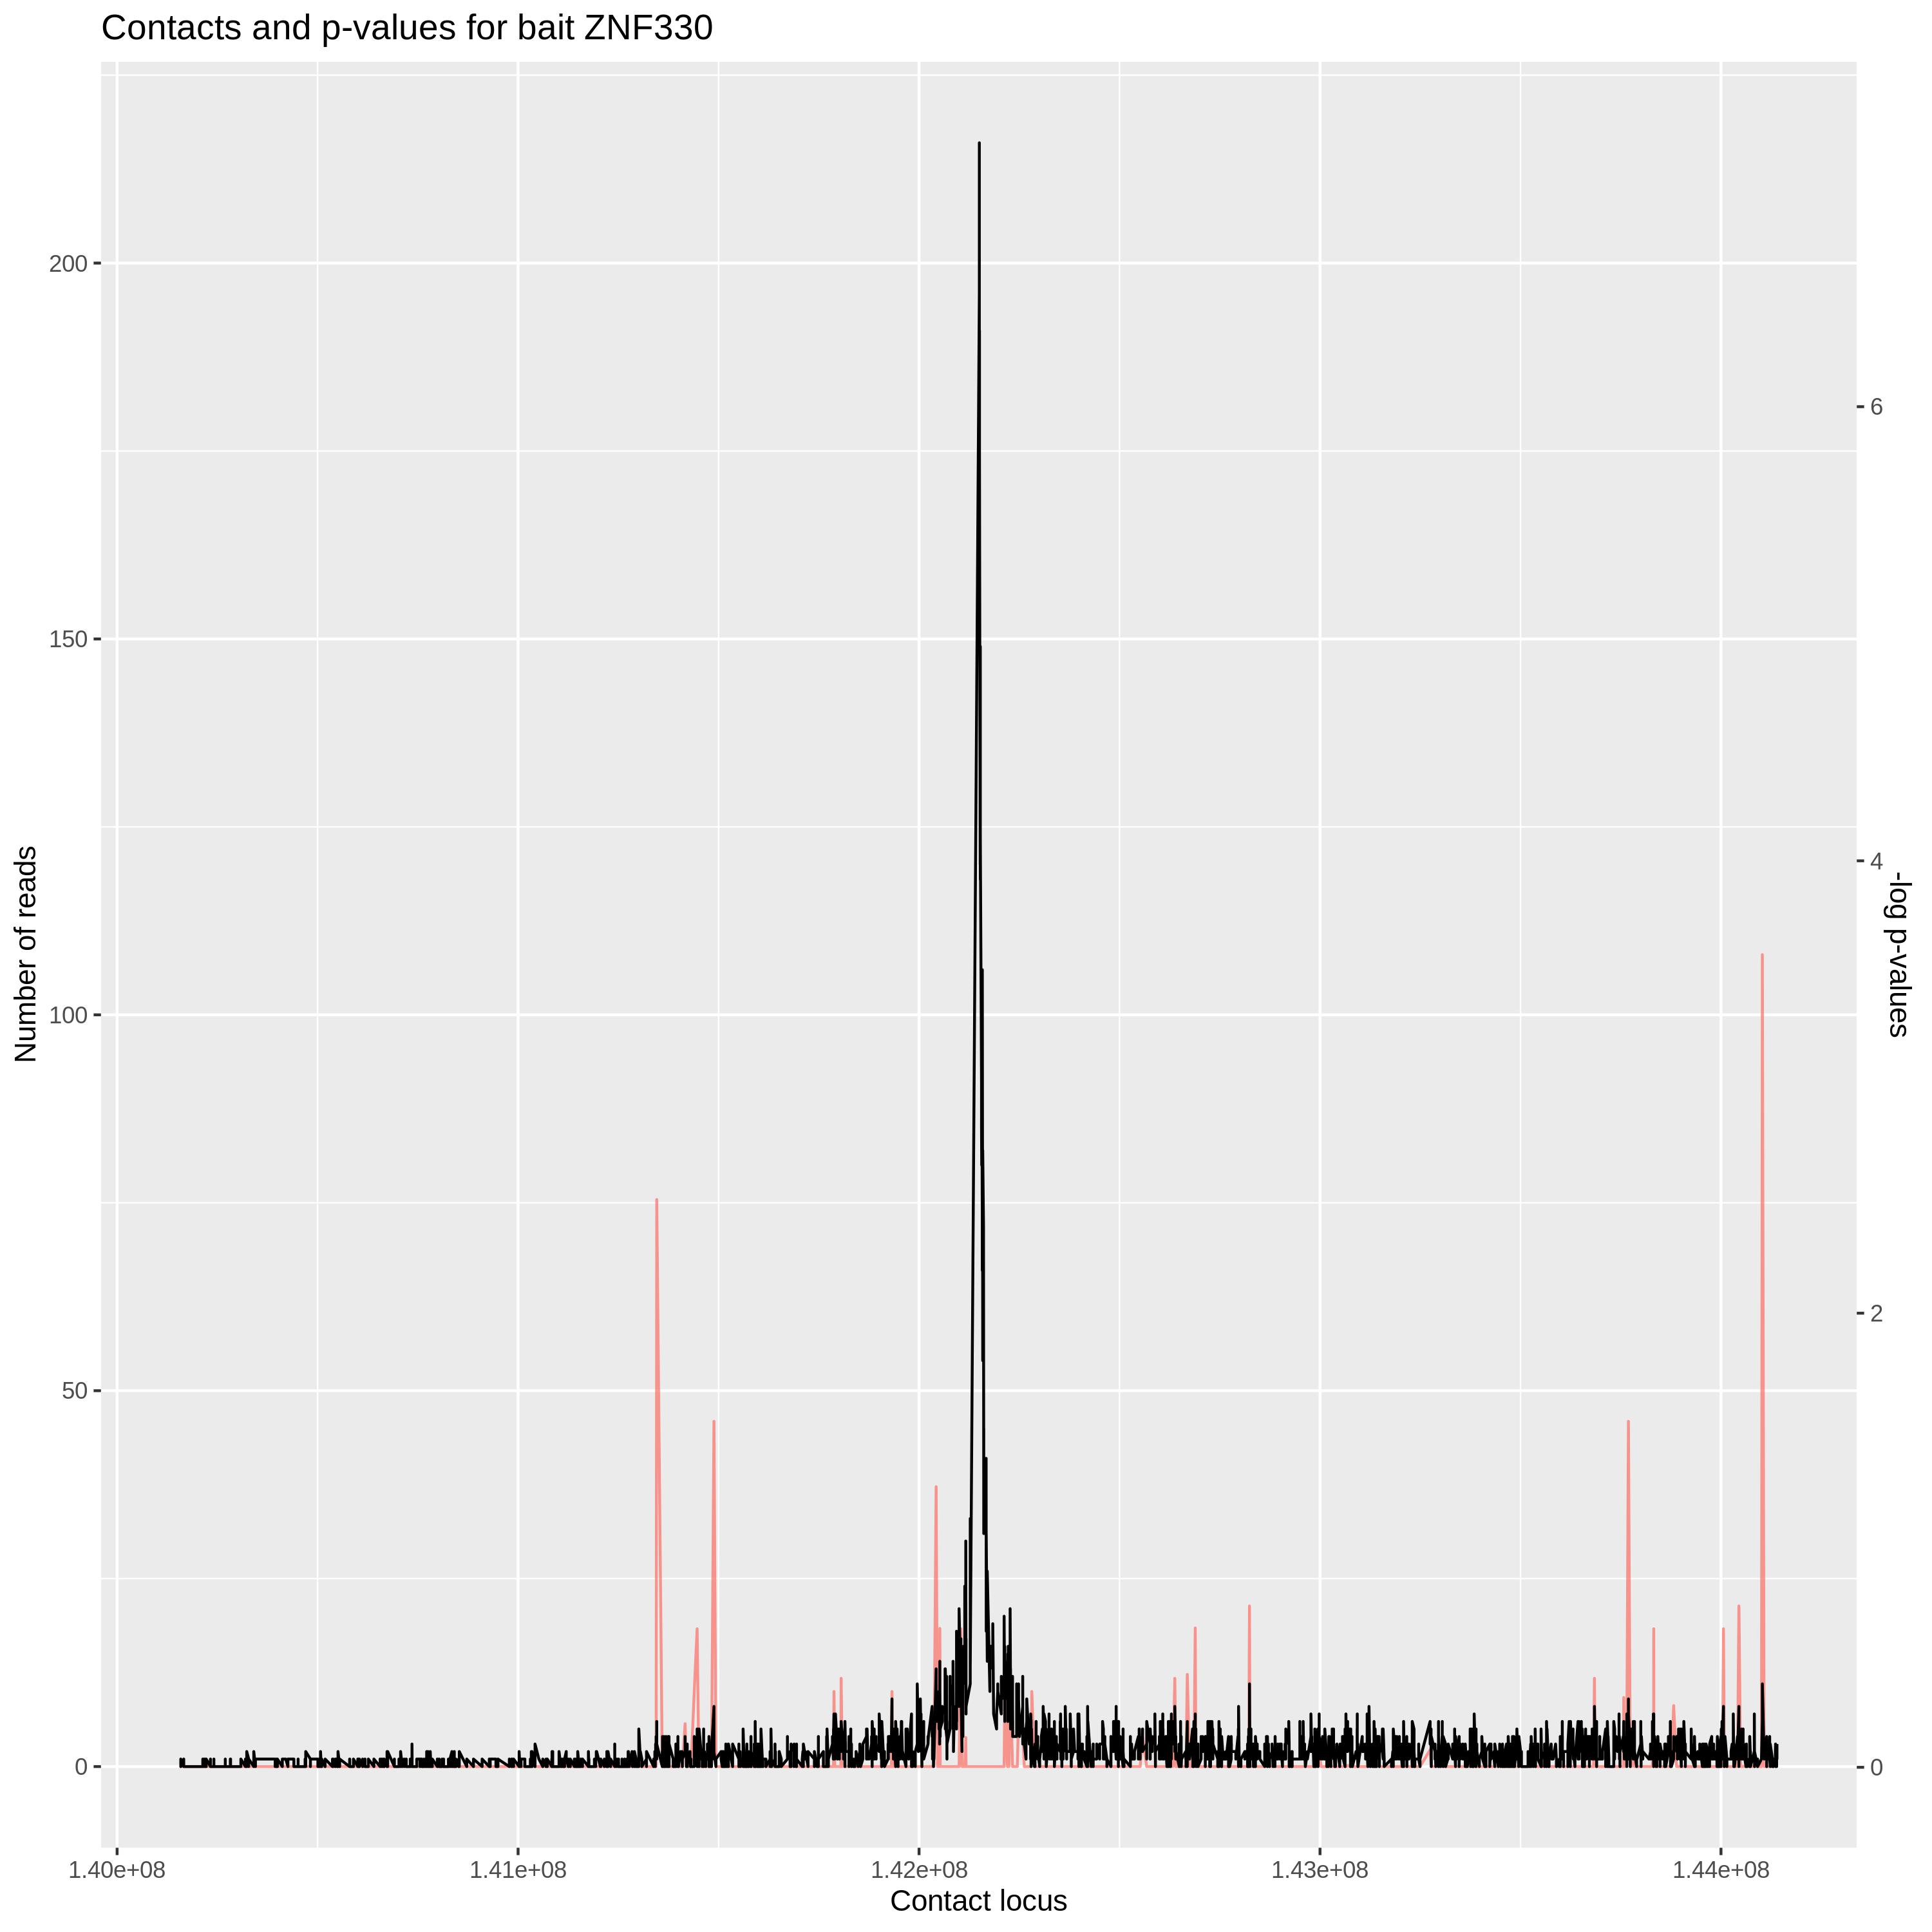 Contacts and p-values for bait ZNF330
200
150
100
50
0
Number of reads
6
4
2
0
-log p-values
1.40e+08
1.41e+08
1.42e+08
1.43e+08
1.44e+08
Contact locus